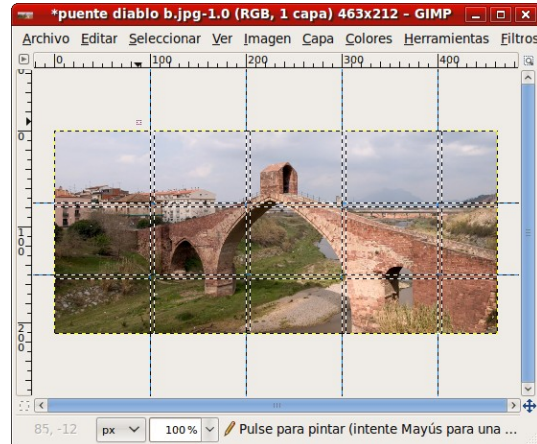 *puente diablo b.jpg-1.0 (RGB, 1 capa) 463x212 – GIMP
Archivo Editar Seleccionar Ver Imagen Capa Colores Herramientas Filtros
0 100 200 300 400
0
100
200
85, -12 px 100 % Pulse para pintar (intente Mayús para una ...